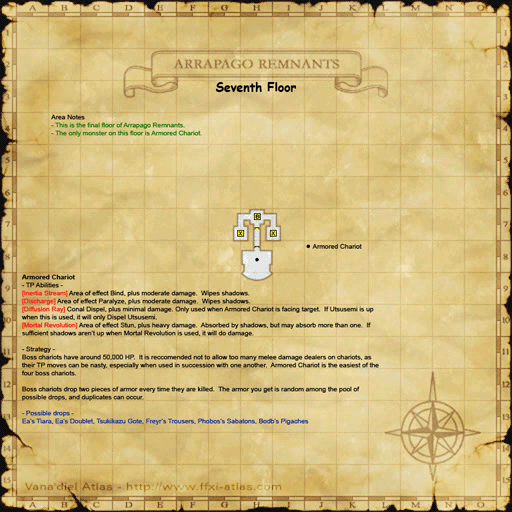 A B C D E F G H I J K L M N O
ARRAPAGO REMNANTS
Seventh Floor
Area Notes
- This is the final floor of Arrapago Remnants.
- The only monster on this floor is Armored Chariot.
Armored Chariot
Armored Chariot
- TP Abilities -
[Inertia Stream] Area of effect Bind, plus moderate damage. Wipes shadows.
[Discharge] Area of effect Paralyze, plus moderate damage. Wipes shadows.
[Diffusion Ray] Conal Dispel, plus minimal damage. Only used when Armored Chariot is facing target. If Utsusemi is up
when this is used, it will only Dispel Utsusemi.
[Mortal Revolution] Area of effect Stun, plus heavy damage. Absorbed by shadows, but may absorb more than one. If
sufficient shadows aren't up when Mortal Revolution is used, it will do damage.
- Strategy -
Boss chariots have around 50,000 HP. It is reccomended not to allow too many melee damage dealers on chariots, as
their TP moves can be nasty, especially when used in succession with one another. Armored Chariot is the easiest of the
four boss chariots.
Boss chariots drop two pieces of armor every time they are killed. The armor you get is random among the pool of
possible drops, and duplicates can occur.
- Possible drops -
Ea's Tiara, Ea's Doublet, Tsukikazu Gote, Freyr's Trousers, Phobos's Sabatons, Bodb's Pigaches
Vana'diel Atlas - http://www.ffxi-atlas.com